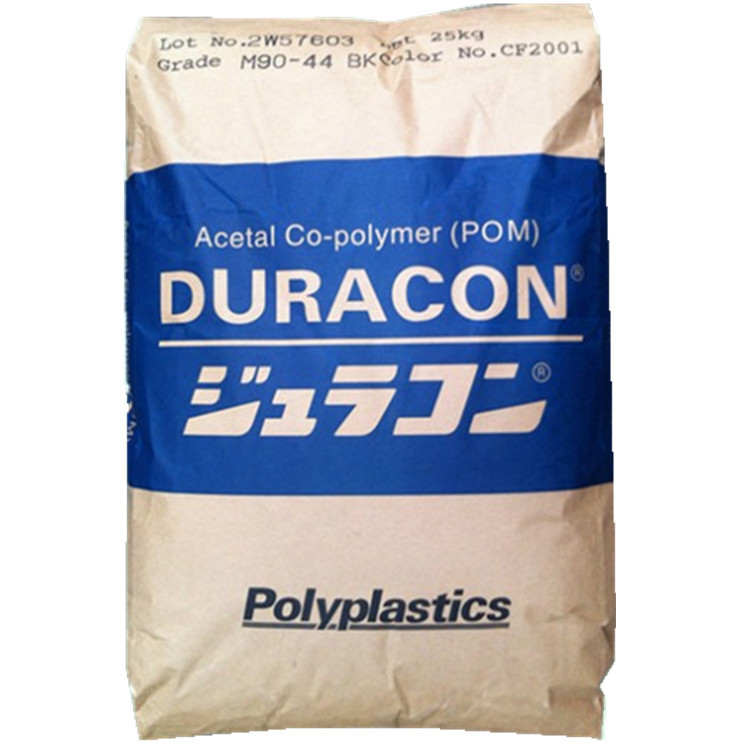 Lot No.2W57603 Net 25kg
Grade M90-44 BK Color No.CF2001
Acetal Co-polymer (POM)
DURACON®
ジュラコン®
Polyplastics